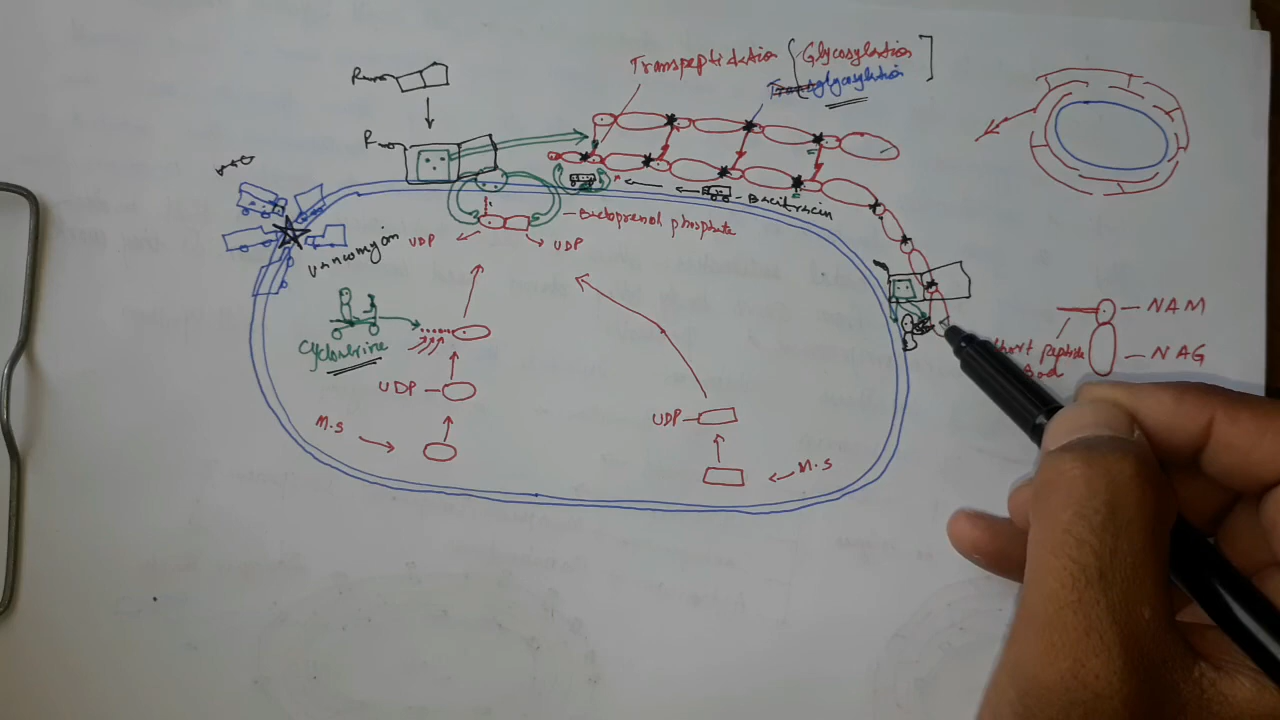 Transpeptidation { Glycosylation ]
Transglycosylation
R
R
Bacitracin
Bactoprenol phosphate
Vancomycin
UDP
UDP
Cycloserine
UDP
M.S
UDP
M.S
NAM
NAG
Short peptide